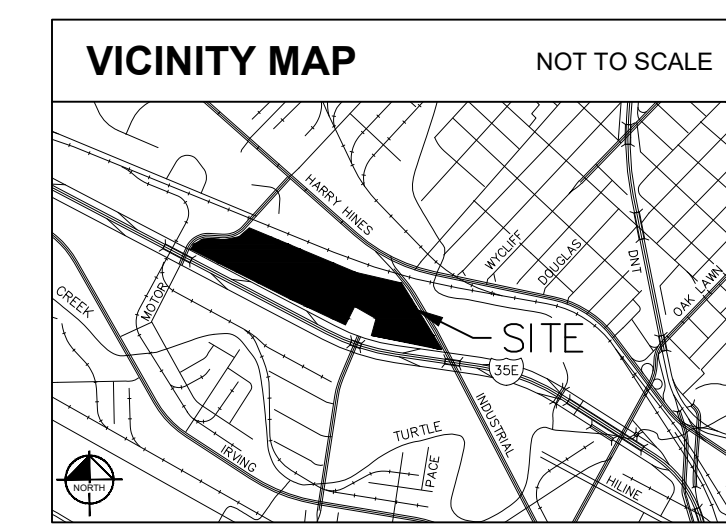 VICINITY MAP
NOT TO SCALE
HARRY HINES
WYCLIFF
DOUGLAS
DNT
OAK LAWN
MOTOR
CREEK
SITE
35E
INDUSTRIAL
TURTLE
PACE
IRVING
HILINE
NORTH